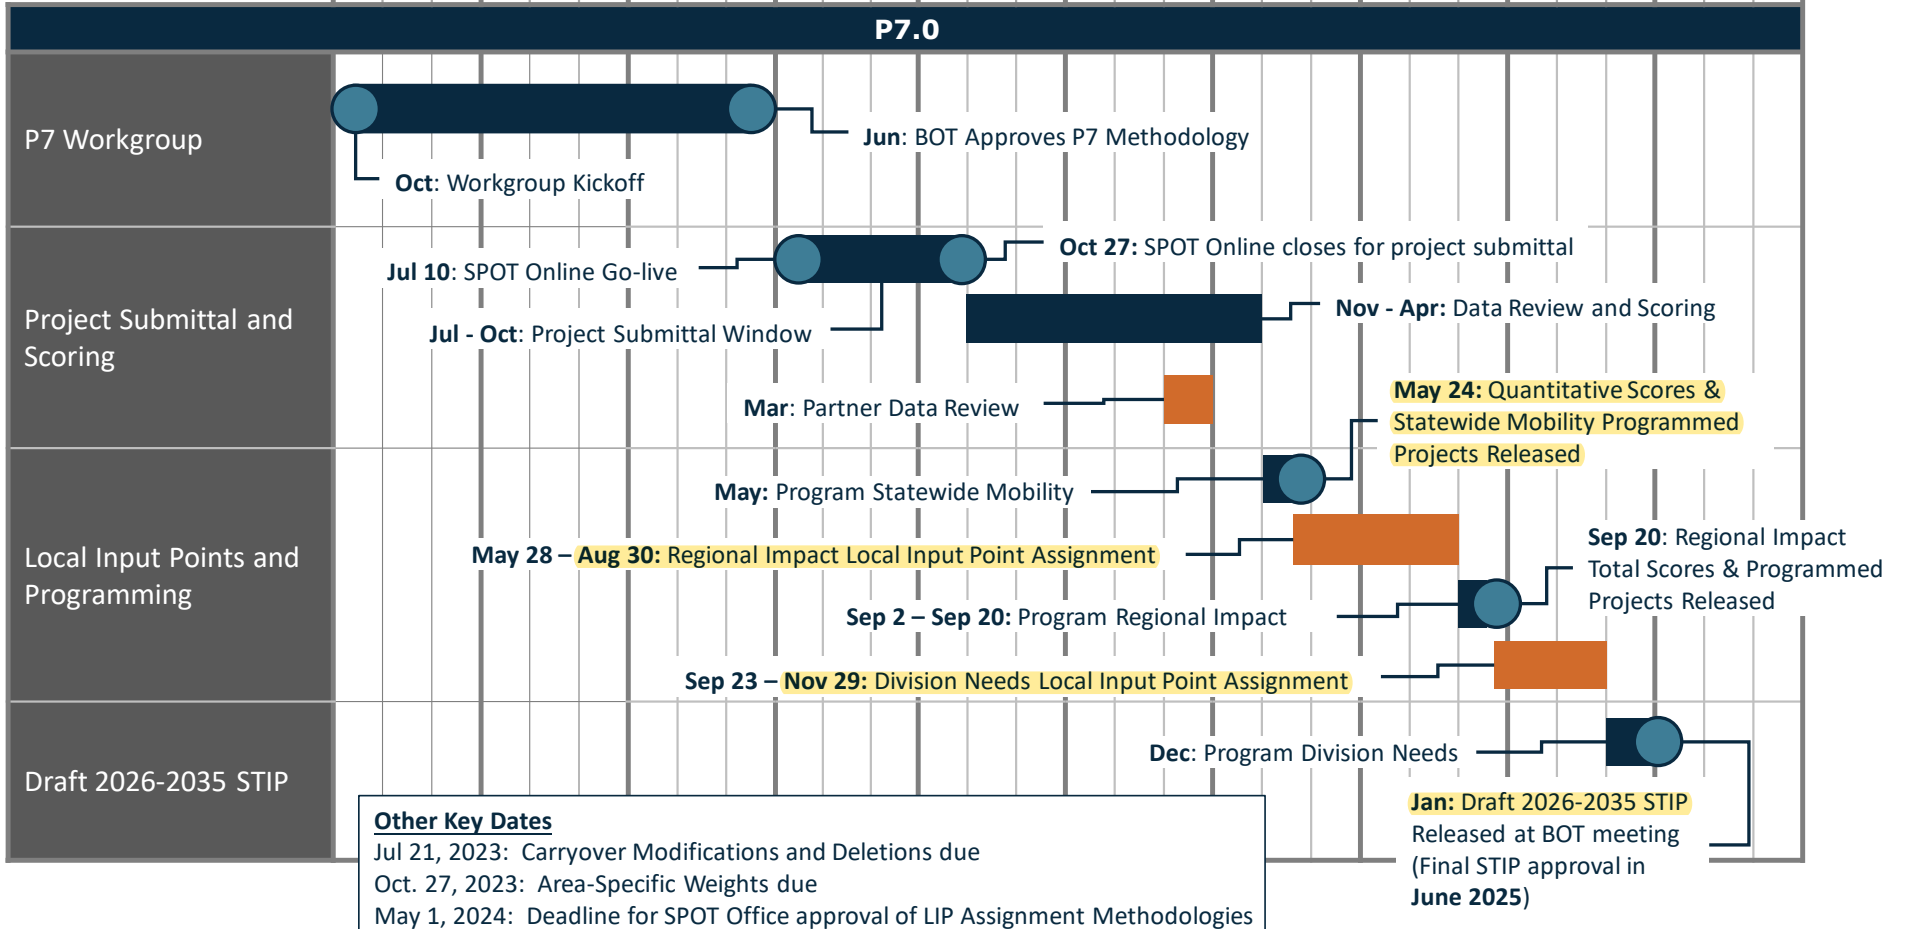 P7.0
P7 Workgroup
Jun: BOT Approves P7 Methodology
Oct: Workgroup Kickoff
Project Submittal and
Scoring
Oct 27: SPOT Online closes for project submittal
Jul 10: SPOT Online Go-live
Nov - Apr: Data Review and Scoring
Jul - Oct: Project Submittal Window
Mar: Partner Data Review
May 24: Quantitative Scores &
Statewide Mobility Programmed
Projects Released
Local Input Points and
Programming
May: Program Statewide Mobility
May 28 – Aug 30: Regional Impact Local Input Point Assignment
Sep 20: Regional Impact
Total Scores & Programmed
Projects Released
Sep 2 – Sep 20: Program Regional Impact
Sep 23 – Nov 29: Division Needs Local Input Point Assignment
Draft 2026-2035 STIP
Dec: Program Division Needs
Jan: Draft 2026-2035 STIP
Released at BOT meeting
(Final STIP approval in
June 2025)
Other Key Dates
Jul 21, 2023: Carryover Modifications and Deletions due
Oct. 27, 2023: Area-Specific Weights due
May 1, 2024: Deadline for SPOT Office approval of LIP Assignment Methodologies